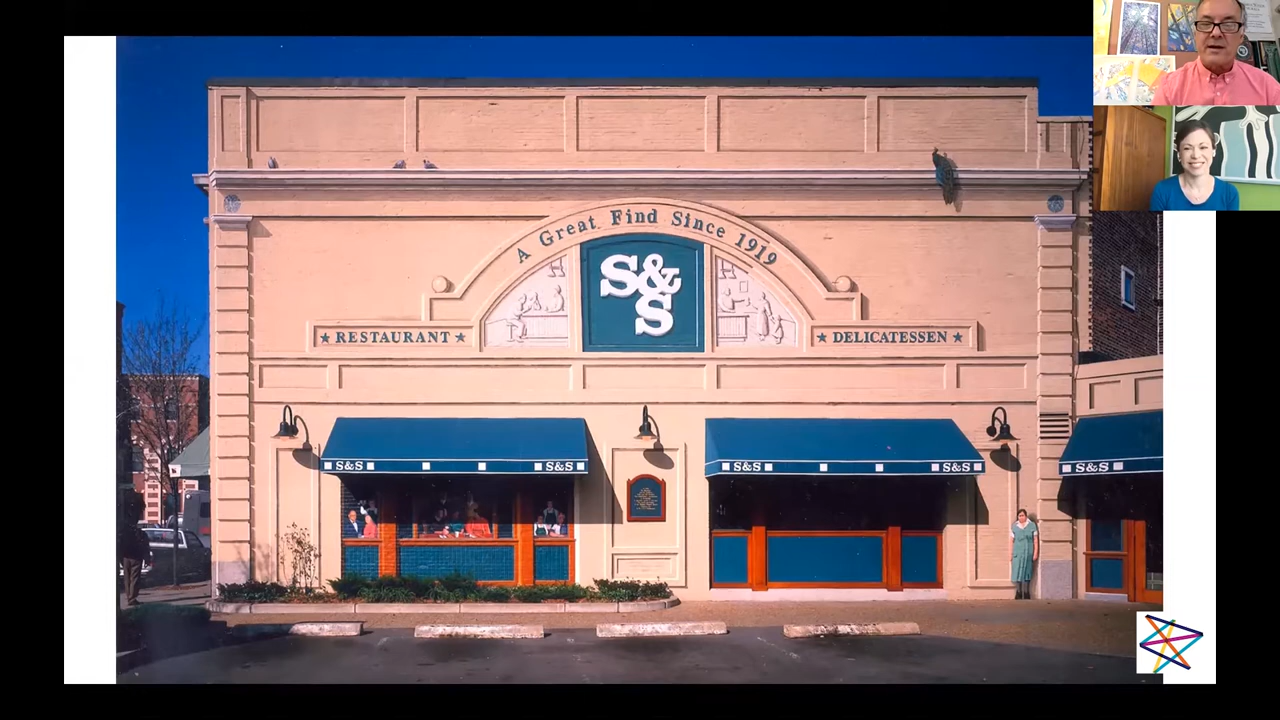 A Great Find Since 1919
S&S
★ RESTAURANT ★
★ DELICATESSEN ★
S&S
S&S
S&S
S&S
S&S